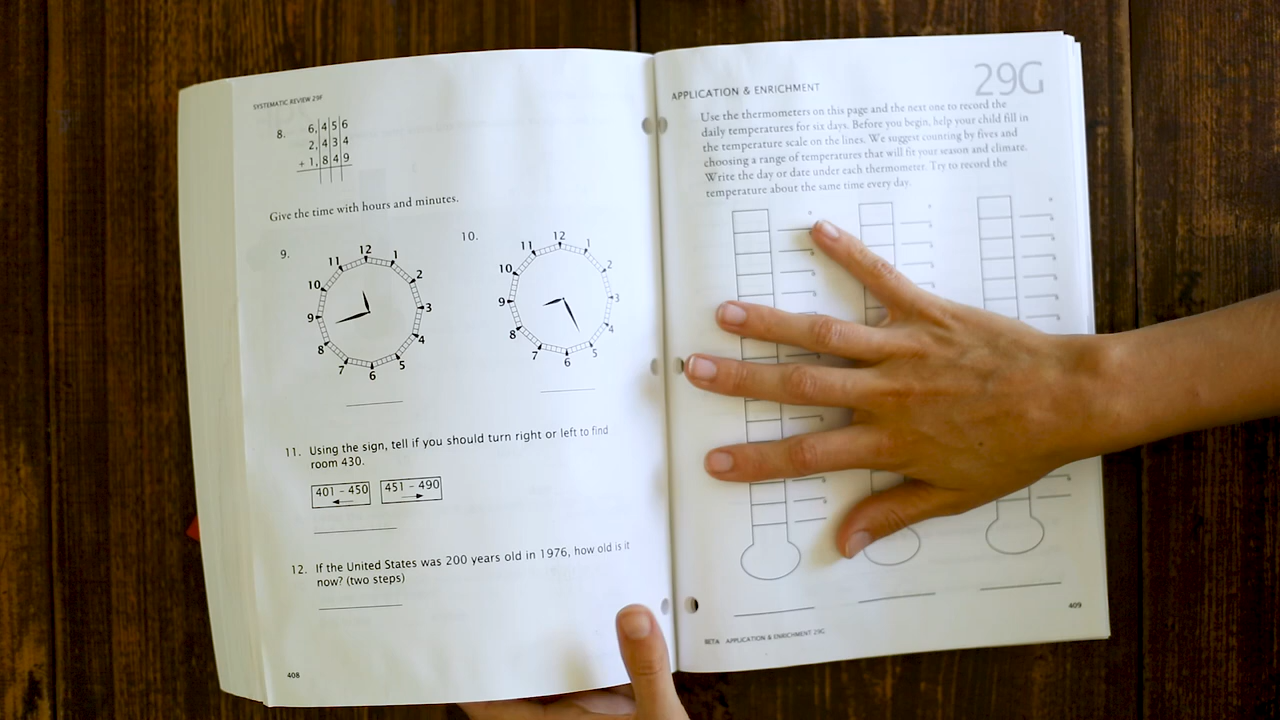 SYSTEMATIC REVIEW 29F
8.
6,456
2,434
+ 1,849
Give the time with hours and minutes.
9.
12
1
2
3
4
5
6
7
8
9
10
11
10.
12
1
2
3
4
5
6
7
8
9
10
11
11. Using the sign, tell if you should turn right or left to find
room 430.
401 – 450
451 – 490
12. If the United States was 200 years old in 1976, how old is it
now? (two steps)
408
APPLICATION & ENRICHMENT
29G
Use the thermometers on this page and the next one to record the
daily temperatures for six days. Before you begin, help your child fill in
the temperature scale on the lines. We suggest counting by fives and
choosing a range of temperatures that will fit your season and climate.
Write the day or date under each thermometer. Try to record the
temperature about the same time every day.
BETA APPLICATION & ENRICHMENT 29G
409